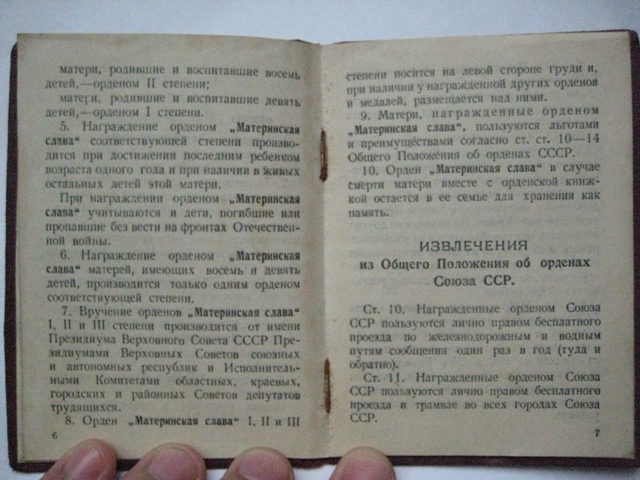 матери, родившие и воспитавшие восемь
детей,—орденом II степени;
матери, родившие и воспитавшие девять
детей,—орденом I степени.
5. Награждение орденом „Материнская
слава" соответствующей степени произво-
дится при достижении последним ребенком
возраста одного года и при наличии в живых
остальных детей этой матери.
При награждении орденом „Материнская
слава" учитываются и дети, погибшие или
пропавшие без вести на фронтах Отечествен-
ной войны.
6. Награждение орденом „Материнская
слава" матерей, имеющих восемь и девять
детей, производится только одним орденом
соответствующей степени.
7. Вручение орденов „Материнская слава"
I, II и III степени производится от имени
Президиума Верховного Совета СССР Пре-
зидиумами Верховных Советов союзных
и автономных республик и Исполнитель-
ными Комитетами областных, краевых,
городских и районных Советов депутатов
трудящихся.
8. Орден „Материнская слава" I, II и III
6
степени носится на левой стороне груди и,
при наличии у награжденной других орденов
и медалей, размещается над ними.
9. Матери, награжденные орденом
„Материнская слава", пользуются льготами
и преимуществами согласно ст. ст. 10—14
Общего Положения об орденах СССР.
10. Орден „Материнская слава" в случае
смерти матери вместе с орденской книж-
кой остается в ее семье для хранения как
память.
ИЗВЛЕЧЕНИЯ
из Общего Положения об орденах
Союза ССР.
Ст. 10. Награжденные орденом Союза
ССР пользуются лично правом бесплатного
проезда по железнодорожным и водным
путям сообщения один раз в год (туда и
обратно).
Ст. 11. Награжденные орденом Союза
ССР пользуются лично правом бесплатного
проезда в трамвае во всех городах Союза
ССР.
7